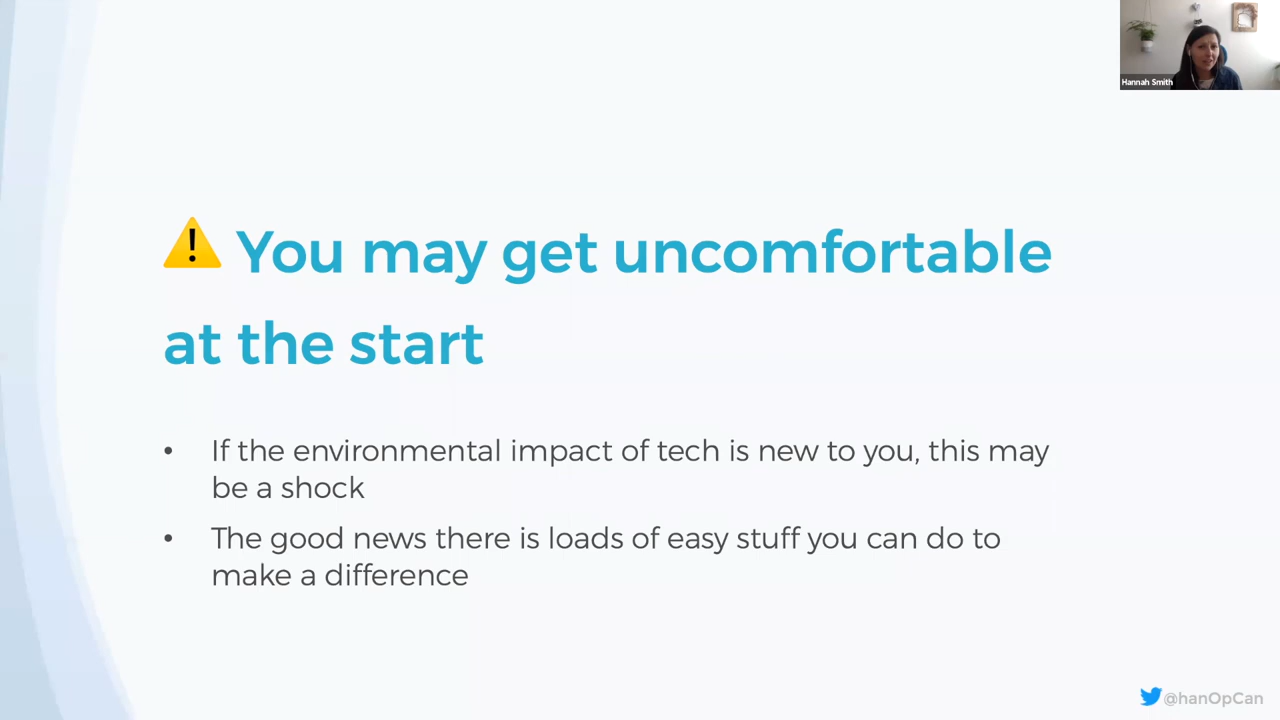 Hannah Smith
⚠️ You may get uncomfortable
at the start
• If the environmental impact of tech is new to you, this may
be a shock
• The good news there is loads of easy stuff you can do to
make a difference
@hanOpCan